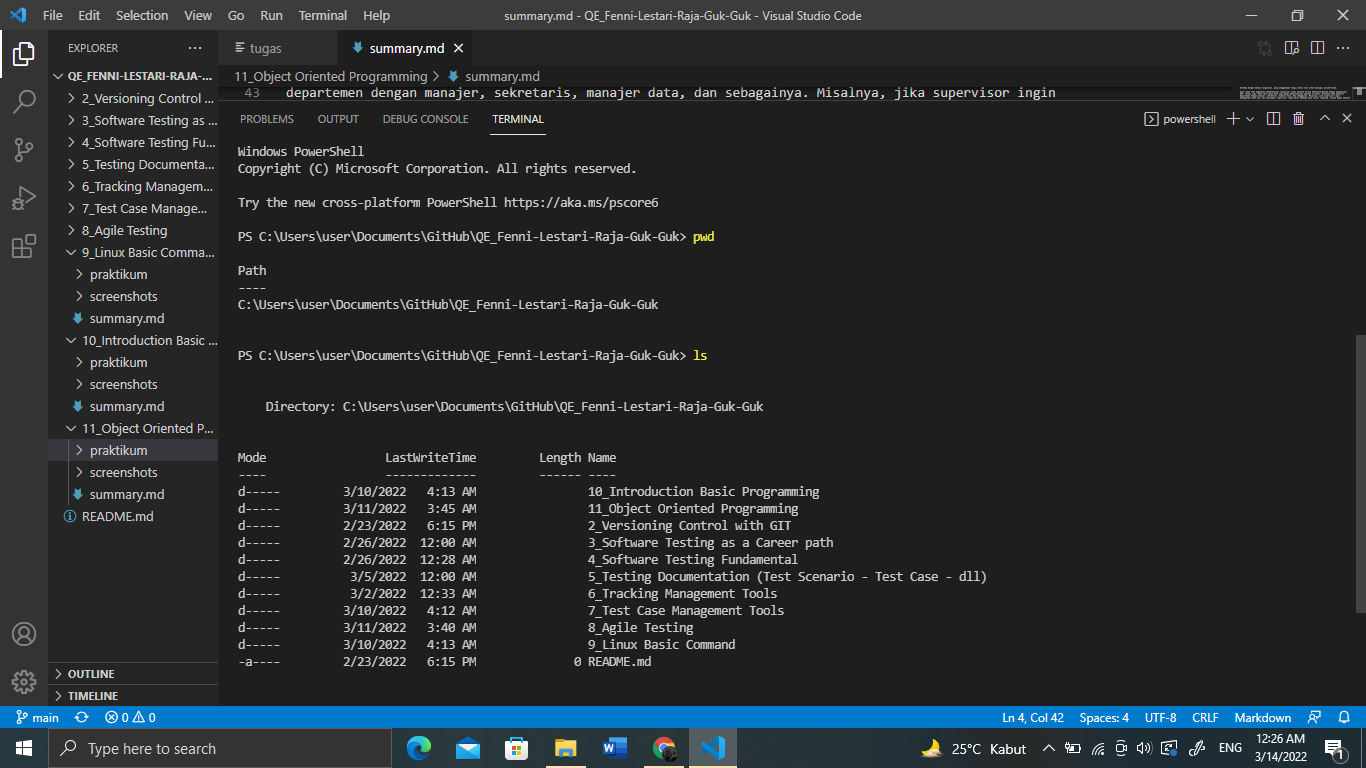 File Edit Selection View Go Run Terminal Help
summary.md - QE_Fenni-Lestari-Raja-Guk-Guk - Visual Studio Code
EXPLORER
QE_FENNI-LESTARI-RAJA-...
2_Versioning Control ...
3_Software Testing as ...
4_Software Testing Fu...
5_Testing Documenta...
6_Tracking Managem...
7_Test Case Manage...
8_Agile Testing
9_Linux Basic Comma...
praktikum
screenshots
summary.md
10_Introduction Basic ...
praktikum
screenshots
summary.md
11_Object Oriented P...
praktikum
screenshots
summary.md
README.md
OUTLINE
TIMELINE
tugas summary.md
11_Object Oriented Programming > summary.md
43 departemen dengan manajer, sekretaris, manajer data, dan sebagainya. Misalnya, jika supervisor ingin
PROBLEMS OUTPUT DEBUG CONSOLE TERMINAL powershell
Windows PowerShell
Copyright (C) Microsoft Corporation. All rights reserved.
Try the new cross-platform PowerShell https://aka.ms/pscore6
PS C:\Users\user\Documents\GitHub\QE_Fenni-Lestari-Raja-Guk-Guk> pwd
Path
----
C:\Users\user\Documents\GitHub\QE_Fenni-Lestari-Raja-Guk-Guk
PS C:\Users\user\Documents\GitHub\QE_Fenni-Lestari-Raja-Guk-Guk> ls
Directory: C:\Users\user\Documents\GitHub\QE_Fenni-Lestari-Raja-Guk-Guk
Mode LastWriteTime Length Name
---- ------------- ------ ----
d----- 3/10/2022 4:13 AM 10_Introduction Basic Programming
d----- 3/11/2022 3:45 AM 11_Object Oriented Programming
d----- 2/23/2022 6:15 PM 2_Versioning Control with GIT
d----- 2/26/2022 12:00 AM 3_Software Testing as a Career path
d----- 2/26/2022 12:28 AM 4_Software Testing Fundamental
d----- 3/5/2022 12:00 AM 5_Testing Documentation (Test Scenario - Test Case - dll)
d----- 3/2/2022 12:33 AM 6_Tracking Management Tools
d----- 3/10/2022 4:12 AM 7_Test Case Management Tools
d----- 3/11/2022 3:40 AM 8_Agile Testing
d----- 3/10/2022 4:13 AM 9_Linux Basic Command
-a---- 2/23/2022 6:15 PM 0 README.md
main 0 0 Ln 4, Col 42 Spaces: 4 UTF-8 CRLF Markdown
Type here to search
25°C Kabut ENG
12:26 AM
3/14/2022
1